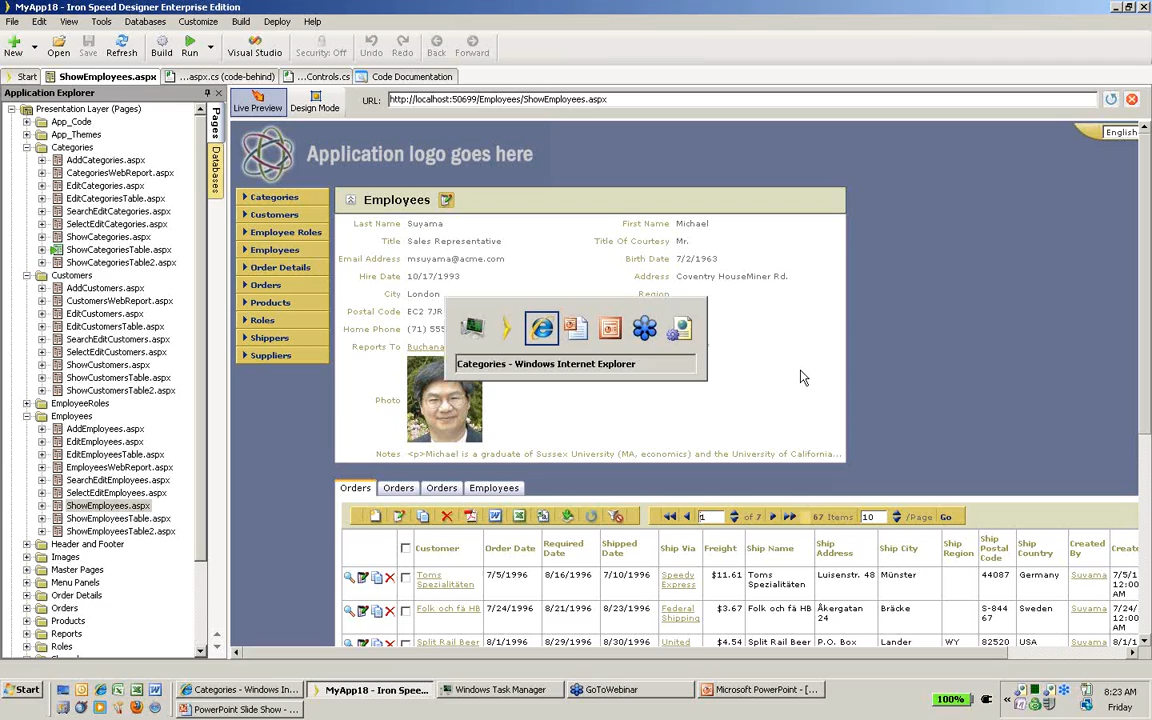 MyApp18 - Iron Speed Designer Enterprise Edition
File Edit View Tools Databases Customize Build Deploy Help
New Open Save Refresh Build Run Visual Studio Security: Off Undo Redo Back Forward
Start ShowEmployees.aspx ...aspx.cs (code-behind) ...Controls.cs Code Documentation
Application Explorer
Live Preview Design Mode URL: http://localhost:50699/Employees/ShowEmployees.aspx
Pages
Databases
Presentation Layer (Pages)
App_Code
App_Themes
Categories
AddCategories.aspx
CategoriesWebReport.aspx
EditCategories.aspx
EditCategoriesTable.aspx
SearchEditCategories.aspx
SelectEditCategories.aspx
ShowCategories.aspx
ShowCategoriesTable.aspx
ShowCategoriesTable2.aspx
Customers
AddCustomers.aspx
CustomersWebReport.aspx
EditCustomers.aspx
EditCustomersTable.aspx
SearchEditCustomers.aspx
SelectEditCustomers.aspx
ShowCustomers.aspx
ShowCustomersTable.aspx
ShowCustomersTable2.aspx
EmployeeRoles
Employees
AddEmployees.aspx
EditEmployees.aspx
EditEmployeesTable.aspx
EmployeesWebReport.aspx
SearchEditEmployees.aspx
SelectEditEmployees.aspx
ShowEmployees.aspx
ShowEmployeesTable.aspx
ShowEmployeesTable2.aspx
Header and Footer
Images
Master Pages
Menu Panels
Order Details
Orders
Products
Reports
Roles
English
Application logo goes here
Categories
Customers
Employee Roles
Employees
Order Details
Orders
Products
Roles
Shippers
Suppliers
Employees
Last Name Suyama First Name Michael
Title Sales Representative Title Of Courtesy Mr.
Email Address msuyama@acme.com Birth Date 7/2/1963
Hire Date 10/17/1993 Address Coventry HouseMiner Rd.
City London Region
Postal Code EC2 7JR
Home Phone (71) 555
Reports To Buchana
Categories - Windows Internet Explorer
Photo
Notes <p>Michael is a graduate of Sussex University (MA, economics) and the University of California...
Orders Orders Orders Employees
1 of 7 67 Items 10 /Page Go
Customer Order Date Required Date Shipped Date Ship Via Freight Ship Name Ship Address Ship City Ship Region Ship Postal Code Ship Country Created By Create
Toms Spezialitäten 7/5/1996 8/16/1996 7/10/1996 Speedy Express $11.61 Toms Spezialitäten Luisenstr. 48 Münster 44087 Germany Suyama 7/5/1 12:00 AM
Folk och fä HB 7/24/1996 8/21/1996 8/23/1996 Federal Shipping $3.67 Folk och fä HB Åkergatan 24 Bräcke S-844 67 Sweden Suyama 7/24/ 12:00 AM
Split Rail Beer 8/1/1996 8/29/1996 8/30/1996 United $4.54 Split Rail Beer P.O. Box Lander WY 82520 USA Suyama 8/1/1
Start Categories - Windows In... MyApp18 - Iron Spee... Windows Task Manager GoToWebinar Microsoft PowerPoint - [... 100% 8:23 AM
PowerPoint Slide Show - ... Friday